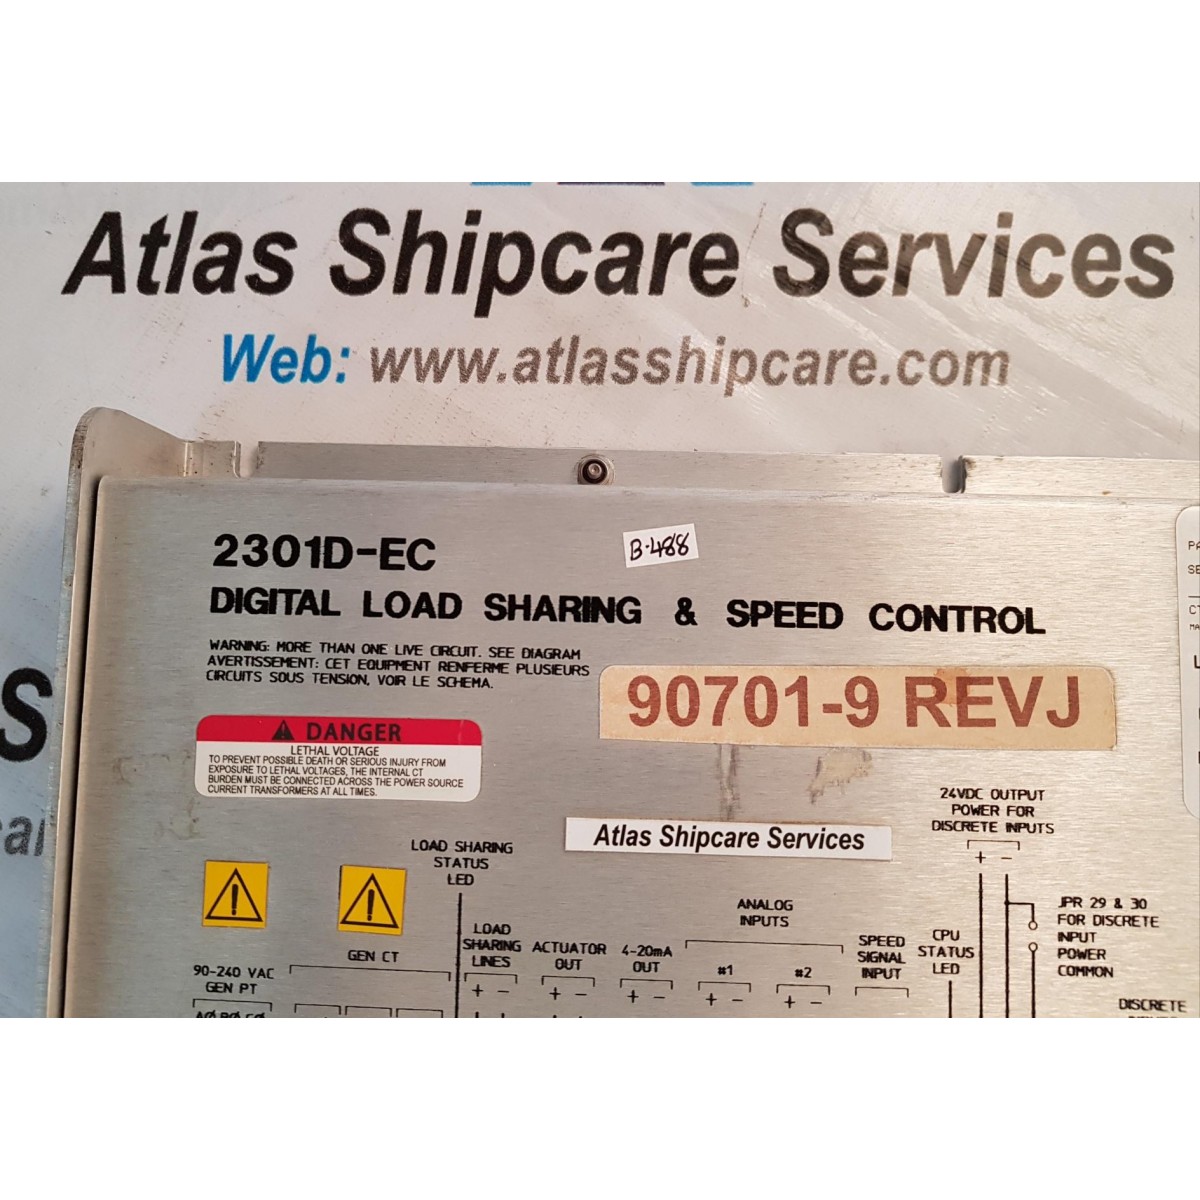 Atlas Shipcare Services
Web: www.atlasshipcare.com
2301D-EC
B-488
DIGITAL LOAD SHARING & SPEED CONTROL
WARNING: MORE THAN ONE LIVE CIRCUIT. SEE DIAGRAM
AVERTISSEMENT: CET EQUIPMENT RENFERME PLUSIEURS
CIRCUITS SOUS TENSION, VOIR LE SCHEMA.
90701-9 REVJ
DANGER
LETHAL VOLTAGE
TO PREVENT POSSIBLE DEATH OR SERIOUS INJURY FROM
EXPOSURE TO LETHAL VOLTAGES, THE INTERNAL CT
BURDEN MUST BE CONNECTED ACROSS THE POWER SOURCE
CURRENT TRANSFORMERS AT ALL TIMES.
Atlas Shipcare Services
24VDC OUTPUT
POWER FOR
DISCRETE INPUTS
+ −
LOAD SHARING
STATUS
LED
90-240 VAC
GEN PT
AØ BØ CØ
GEN CT
LOAD
SHARING
LINES
+ −
ACTUATOR
OUT
+ −
4-20mA
OUT
+ −
ANALOG
INPUTS
#1
+ −
#2
+ −
SPEED
SIGNAL
INPUT
CPU
STATUS
LED
JPR 29 & 30
FOR DISCRETE
INPUT
POWER
COMMON
DISCRETE